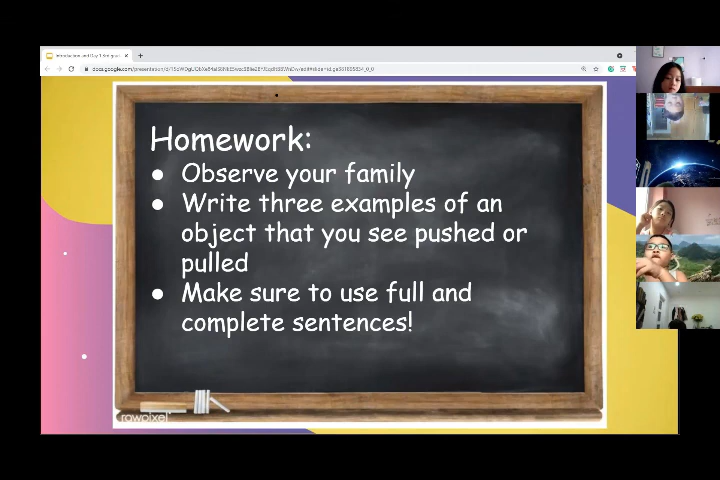 Homework:
● Observe your family
● Write three examples of an
object that you see pushed or
pulled
● Make sure to use full and
complete sentences!
rawpixel